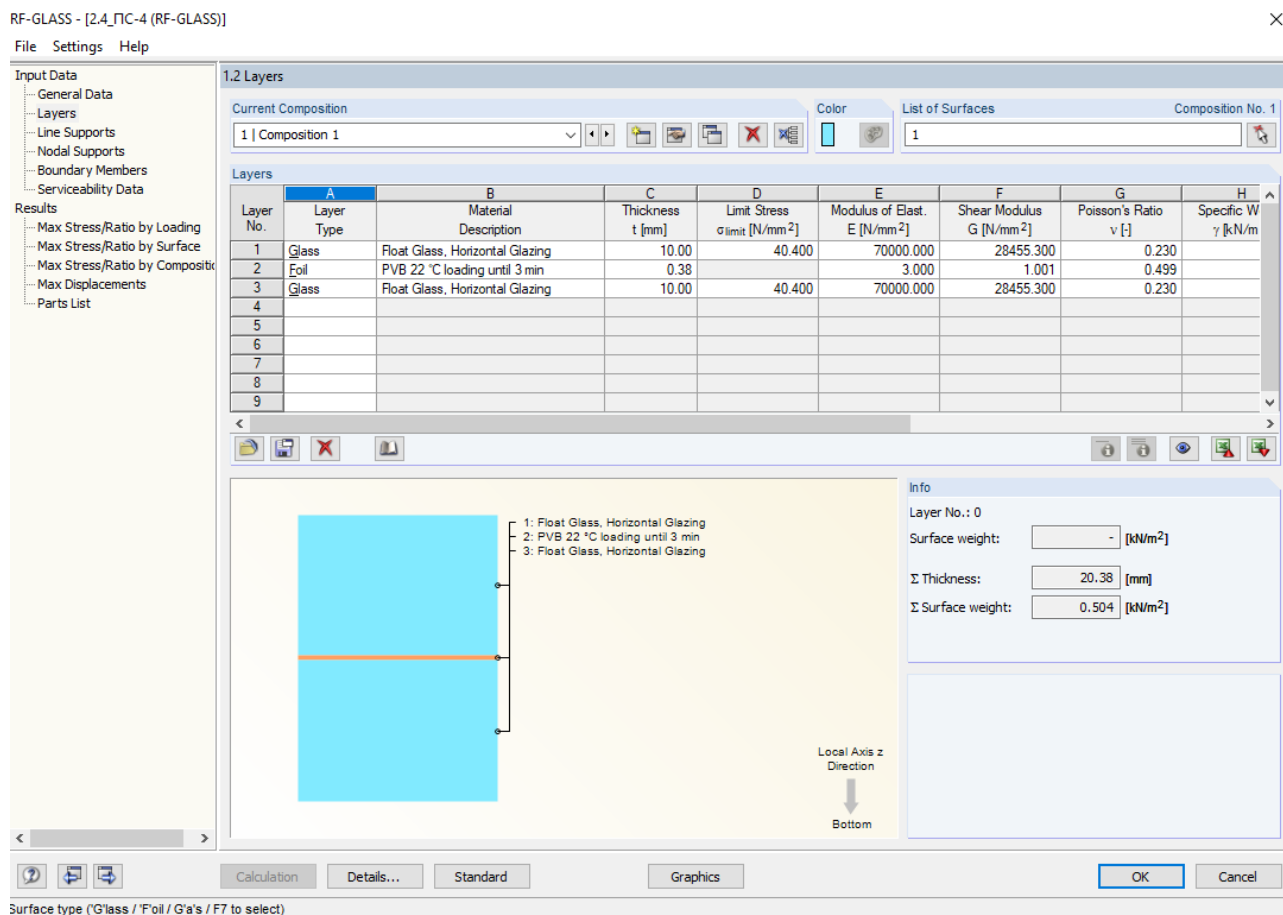 RF-GLASS - [2.4_ПС-4 (RF-GLASS)]
File Settings Help
Input Data
General Data
Layers
Line Supports
Nodal Supports
Boundary Members
Serviceability Data
Results
Max Stress/Ratio by Loading
Max Stress/Ratio by Surface
Max Stress/Ratio by Compositic
Max Displacements
Parts List
1.2 Layers
Current Composition
1 | Composition 1
Color
List of Surfaces
Composition No. 1
1
Layers
A B C D E F G H
Layer Layer Material Thickness Limit Stress Modulus of Elast. Shear Modulus Poisson's Ratio Specific W
No. Type Description t [mm] σlimit [N/mm2] E [N/mm2] G [N/mm2] ν [-] γ [kN/m
1 Glass Float Glass, Horizontal Glazing 10.00 40.400 70000.000 28455.300 0.230
2 Foil PVB 22 °C loading until 3 min 0.38 3.000 1.001 0.499
3 Glass Float Glass, Horizontal Glazing 10.00 40.400 70000.000 28455.300 0.230
4
5
6
7
8
9
1: Float Glass, Horizontal Glazing
2: PVB 22 °C loading until 3 min
3: Float Glass, Horizontal Glazing
Local Axis z
Direction
Bottom
Info
Layer No.: 0
Surface weight: - [kN/m2]
Σ Thickness: 20.38 [mm]
Σ Surface weight: 0.504 [kN/m2]
Calculation Details... Standard Graphics OK Cancel
Surface type ('G'lass / 'F'oil / G'a's / F7 to select)